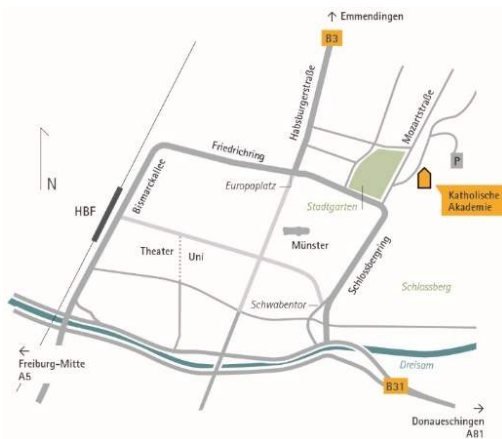 ↑ Emmendingen
B3
Habsburgerstraße
Mozartstraße
P
Friedrichring
Europaplatz
Stadtgarten
Katholische
Akademie
N
HBF
Bismarckallee
Theater
Uni
Münster
Schlossbergring
Schlossberg
Schwabentor
←
Freiburg-Mitte
A5
Dreisam
B31
→
Donaueschingen
A81